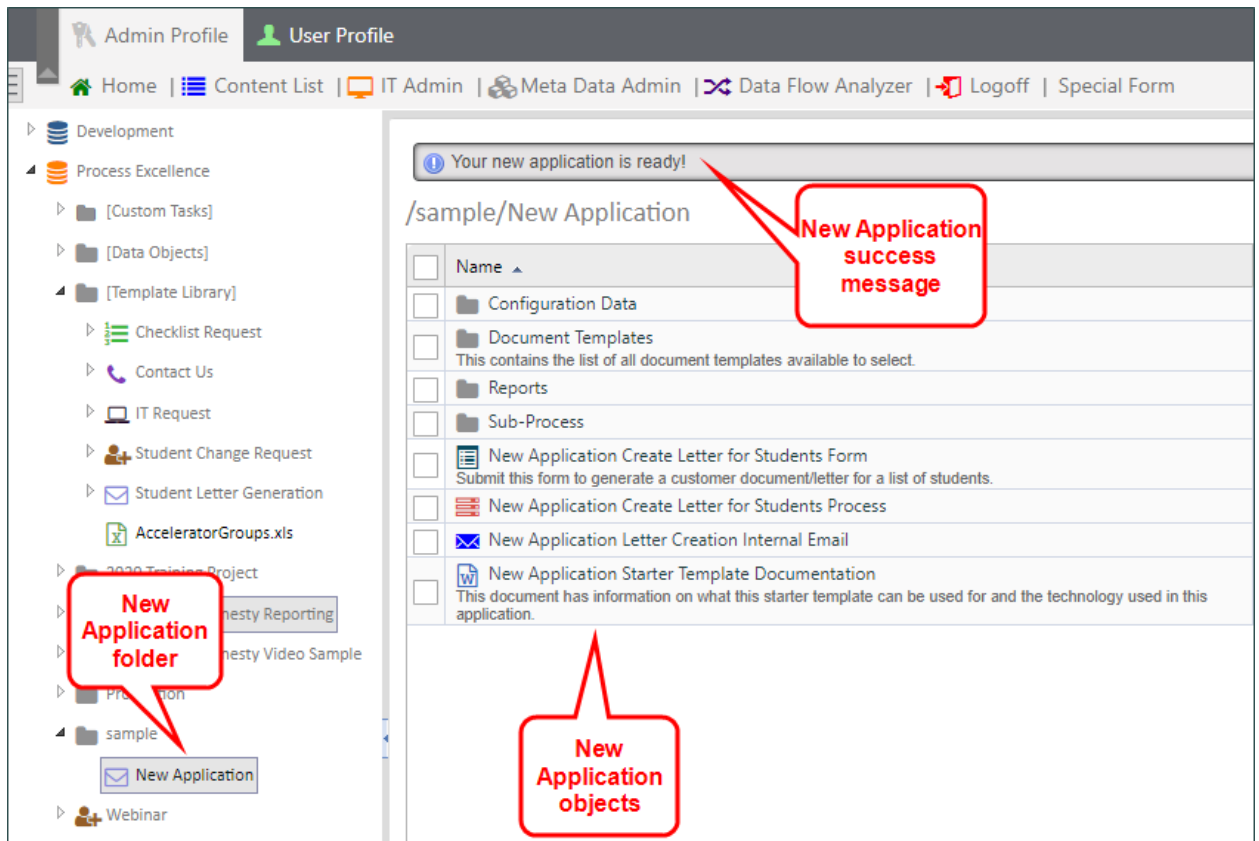 Admin Profile User Profile
Home | Content List | IT Admin | Meta Data Admin | Data Flow Analyzer | Logoff | Special Form
Development
Process Excellence
[Custom Tasks]
[Data Objects]
[Template Library]
Checklist Request
Contact Us
IT Request
Student Change Request
Student Letter Generation
AcceleratorGroups.xls
2020 Training Project
Reporting
Video Sample
sample
New Application
Webinar
New
Application
folder
Your new application is ready!
/sample/New Application
New Application
success
message
Name
Configuration Data
Document Templates
This contains the list of all document templates available to select.
Reports
Sub-Process
New Application Create Letter for Students Form
Submit this form to generate a customer document/letter for a list of students.
New Application Create Letter for Students Process
New Application Letter Creation Internal Email
New Application Starter Template Documentation
This document has information on what this starter template can be used for and the technology used in this
application.
New
Application
objects